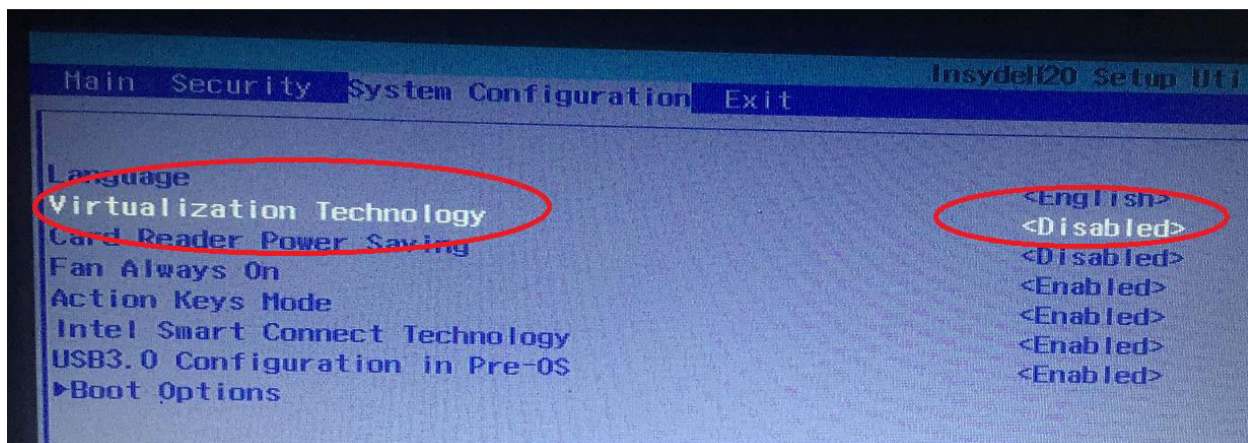 InsydeH20 Setup Uti
Main Security System Configuration Exit
Language <English>
Virtualization Technology <Disabled>
Card Reader Power Saving <Disabled>
Fan Always On <Enabled>
Action Keys Mode <Enabled>
Intel Smart Connect Technology <Enabled>
USB3.0 Configuration in Pre-OS <Enabled>
▶Boot Options